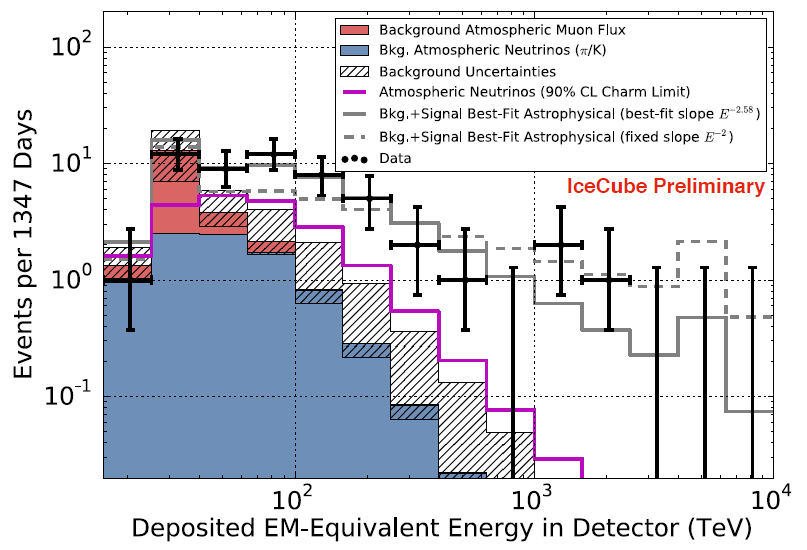 Background Atmospheric Muon Flux
Bkg. Atmospheric Neutrinos (π/K)
Background Uncertainties
Atmospheric Neutrinos (90% CL Charm Limit)
Bkg.+Signal Best-Fit Astrophysical (best-fit slope E^{-2.58})
Bkg.+Signal Best-Fit Astrophysical (fixed slope E^{-2})
Data
IceCube Preliminary
Events per 1347 Days
10^2
10^1
10^0
10^{-1}
10^2
10^3
10^4
Deposited EM-Equivalent Energy in Detector (TeV)